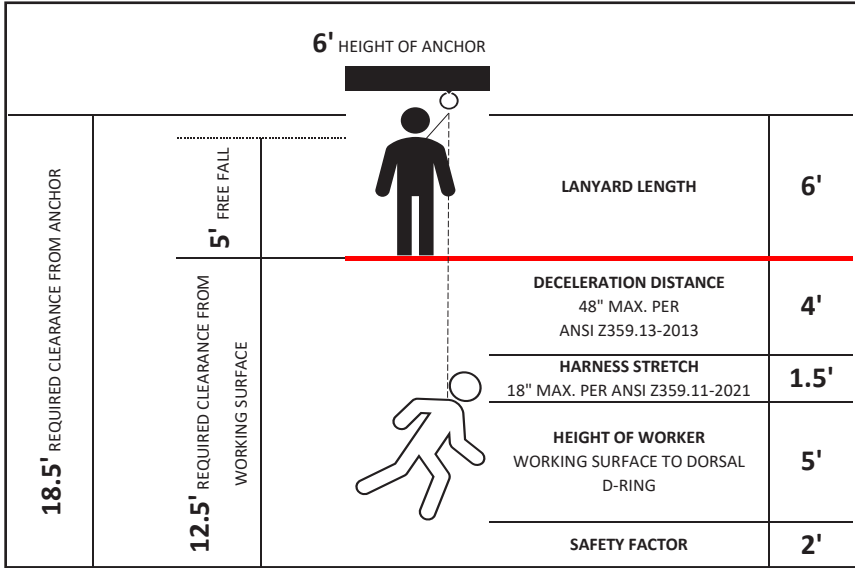 6' HEIGHT OF ANCHOR
18.5' REQUIRED CLEARANCE FROM ANCHOR
5' FREE FALL
12.5' REQUIRED CLEARANCE FROM
WORKING SURFACE
LANYARD LENGTH
6'
DECELERATION DISTANCE
48" MAX. PER
ANSI Z359.13-2013
4'
HARNESS STRETCH
18" MAX. PER ANSI Z359.11-2021
1.5'
HEIGHT OF WORKER
WORKING SURFACE TO DORSAL
D-RING
5'
SAFETY FACTOR
2'